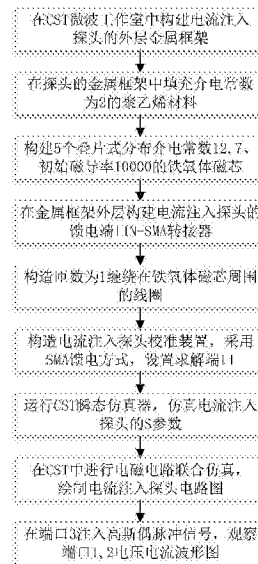 在CST微波工作室中构建电流注入
探头的外层金属框架
在探头的金属框架中填充介电常数
为2的聚乙烯材料
构建5个叠片式分布介电常数12.7、
初始磁导率10000的铁氧体磁芯
在金属框架外层构建电流注入探头的
馈电端口N-SMA转接器
构造匝数为1缠绕在铁氧体磁芯周围
的线圈
构造电流注入探头校准装置，采用
SMA馈电方式，设置求解端口
运行CST瞬态仿真器，仿真电流注入
探头的S参数
在CST中进行电磁电路联合仿真，
绘制电流注入探头电路图
在端口3注入高斯偶脉冲信号，观察
端口1,2电压电流波形图